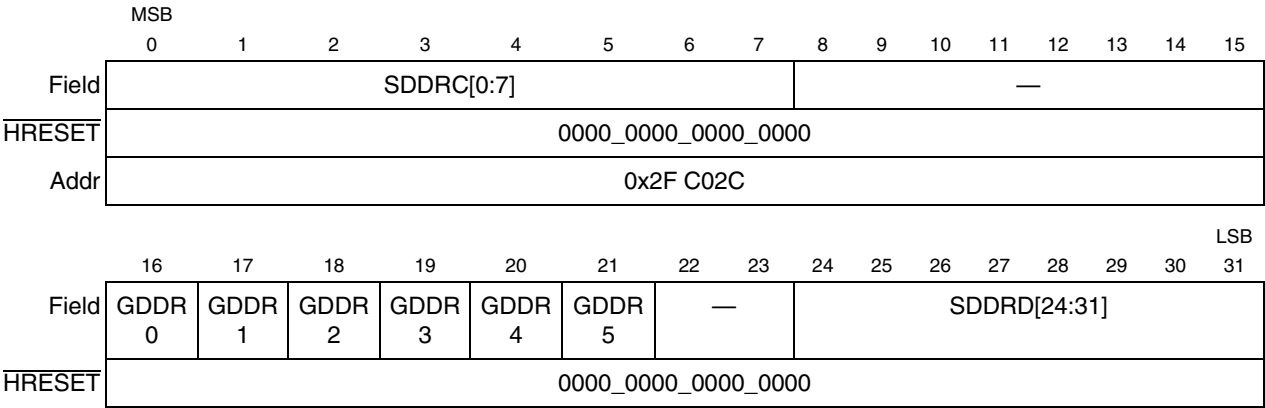 MSB
0 1 2 3 4 5 6 7 8 9 10 11 12 13 14 15
Field SDDRC[0:7] —
HRESET 0000_0000_0000_0000
Addr 0x2F C02C
LSB
16 17 18 19 20 21 22 23 24 25 26 27 28 29 30 31
Field GDDR GDDR GDDR GDDR GDDR GDDR — SDDRD[24:31]
0 1 2 3 4 5
HRESET 0000_0000_0000_0000